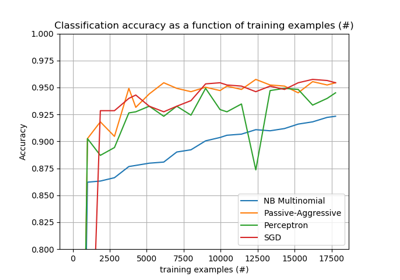 Classification accuracy as a function of training examples (#)
1.000
0.975
0.950
0.925
0.900
0.875
0.850
0.825
0.800
Accuracy
0 2500 5000 7500 10000 12500 15000 17500
training examples (#)
NB Multinomial
Passive-Aggressive
Perceptron
SGD